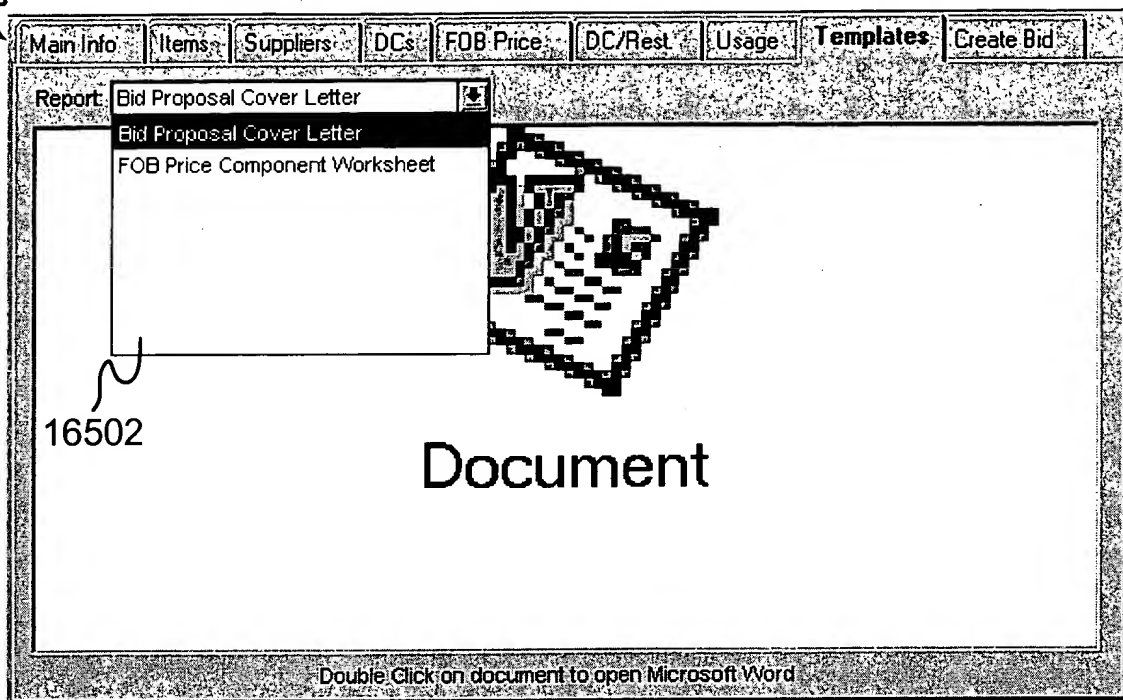 Main Info Items Suppliers DCs FOB Price DC/Rest. Usage Templates Create Bid
Report: Bid Proposal Cover Letter
Bid Proposal Cover Letter
FOB Price Component Worksheet
16502
Document
Double Click on document to open Microsoft Word